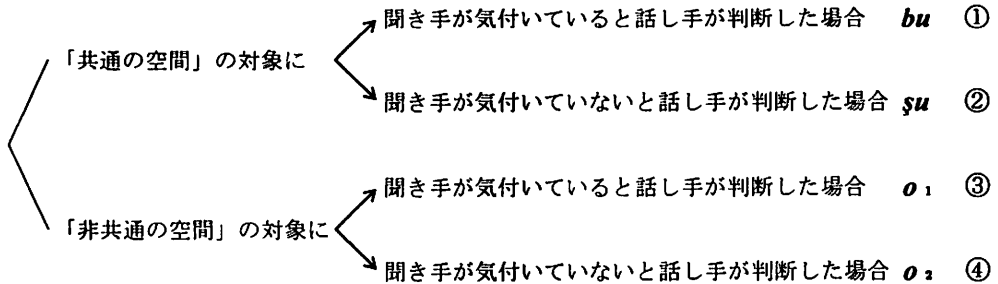 聞き手が気付いていると話し手が判断した場合 bu ①
「共通の空間」の対象に
聞き手が気付いていないと話し手が判断した場合 şu ②
聞き手が気付いていると話し手が判断した場合 o₁ ③
「非共通の空間」の対象に
聞き手が気付いていないと話し手が判断した場合 o₂ ④